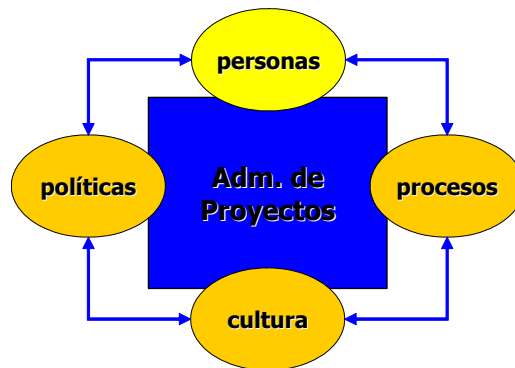 personas
políticas
Adm. de
Proyectos
procesos
cultura